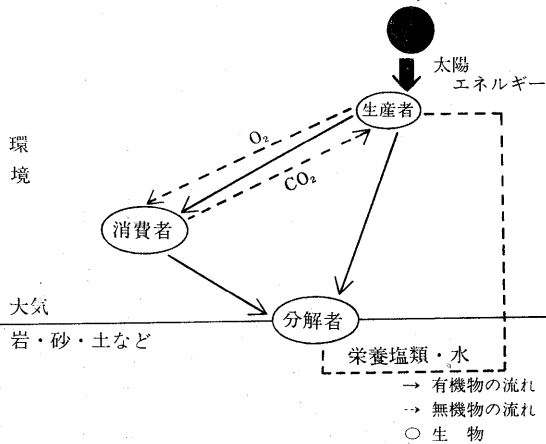 太陽
エネルギー
生産者
O₂
CO₂
環
境
消費者
大気
分解者
岩・砂・土など
栄養塩類・水
→ 有機物の流れ
⇢ 無機物の流れ
○ 生 物